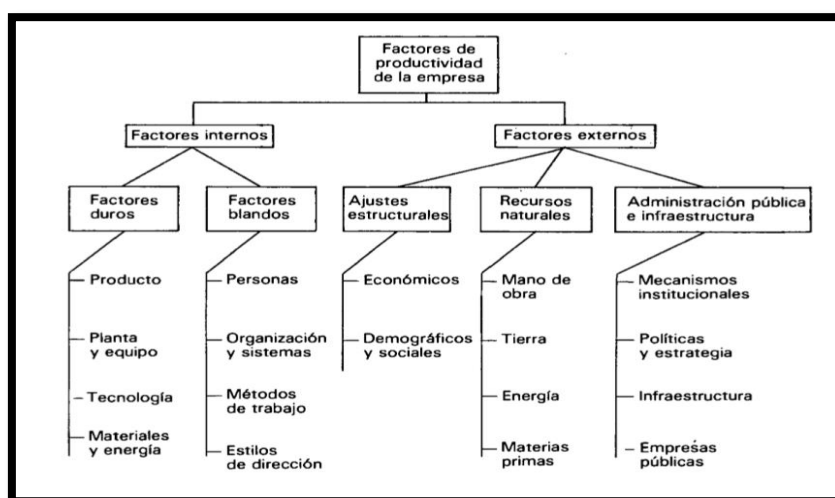 Factores de
productividad
de la empresa
Factores internos
Factores externos
Factores
duros
Factores
blandos
Ajustes
estructurales
Recursos
naturales
Administración pública
e infraestructura
Producto
Planta
y equipo
Tecnología
Materiales
y energía
Personas
Organización
y sistemas
Métodos
de trabajo
Estilos
de dirección
Económicos
Demográficos
y sociales
Mano de
obra
Tierra
Energía
Materias
primas
Mecanismos
institucionales
Políticas
y estrategia
Infraestructura
Empresas
públicas